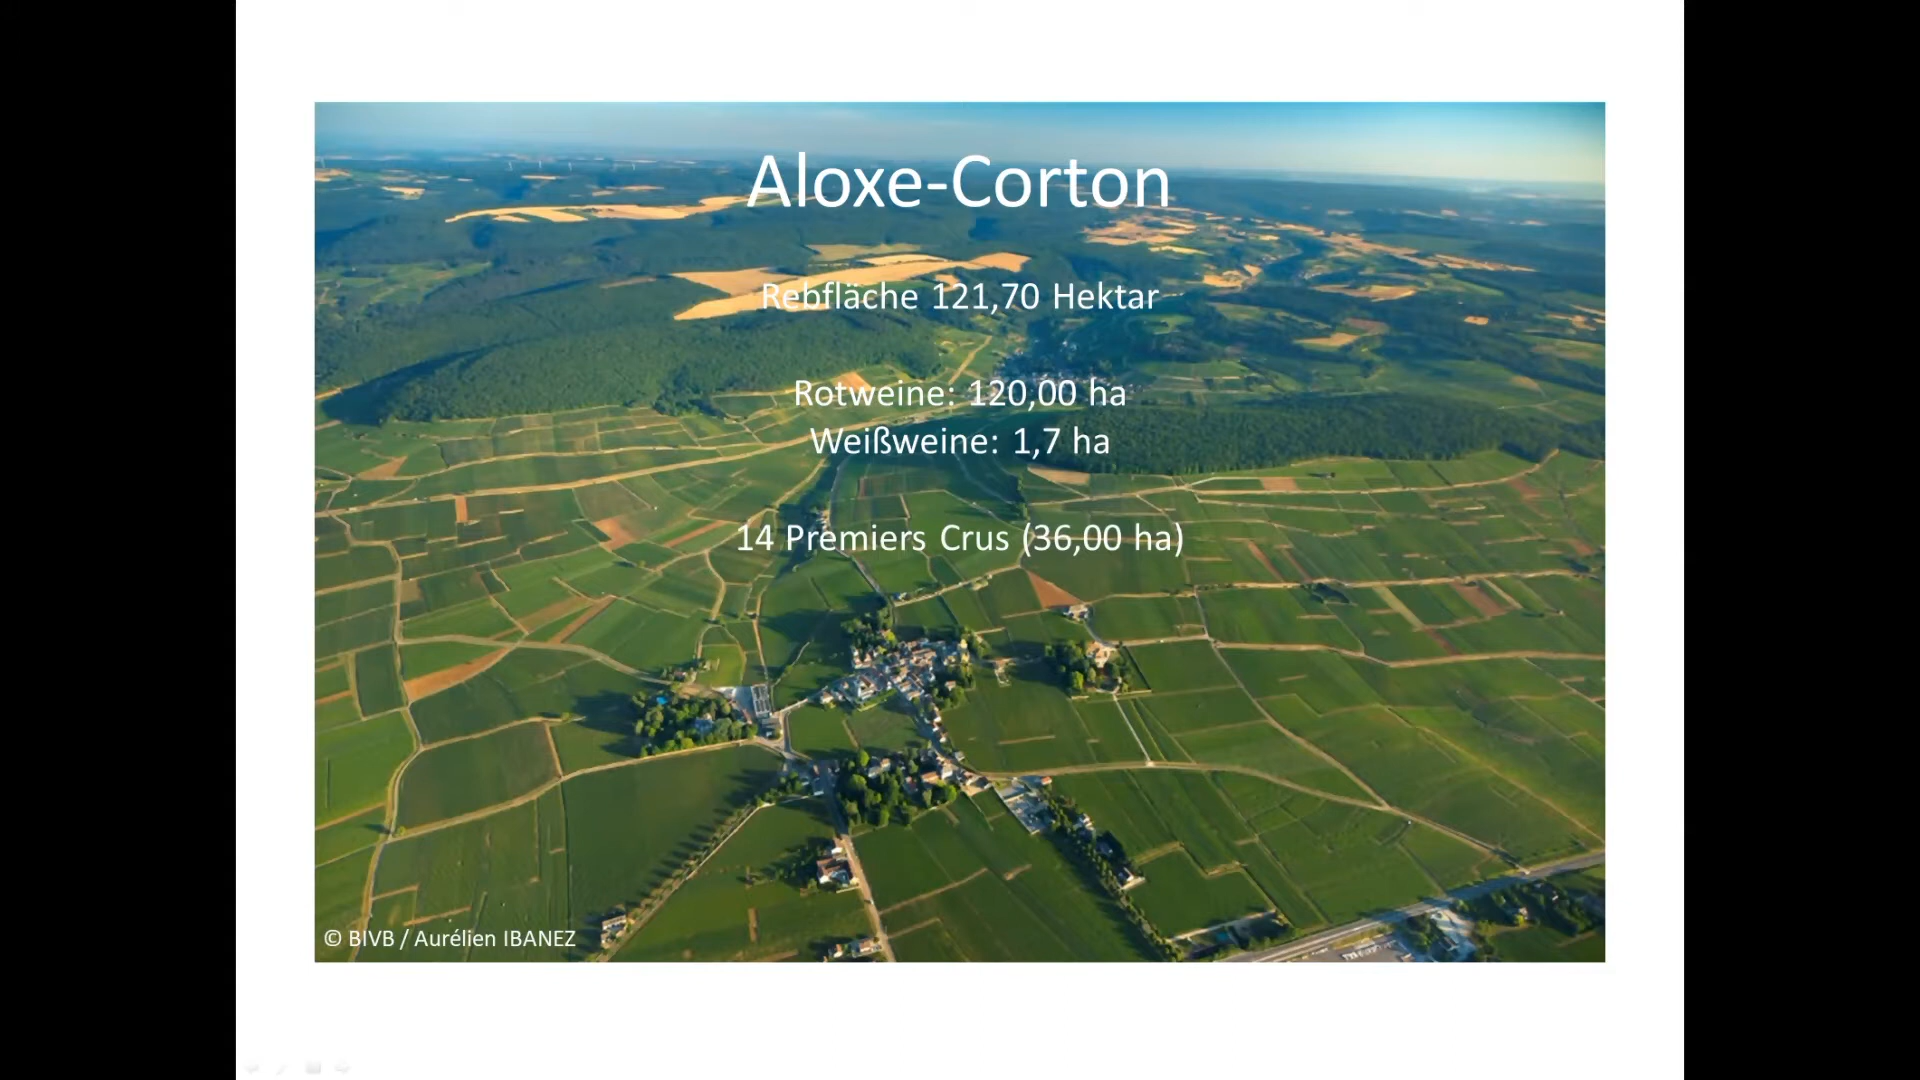 Aloxe-Corton
Rebfläche 121,70 Hektar
Rotweine: 120,00 ha
Weißweine: 1,7 ha
14 Premiers Crus (36,00 ha)
© BIVB / Aurélien IBANEZ